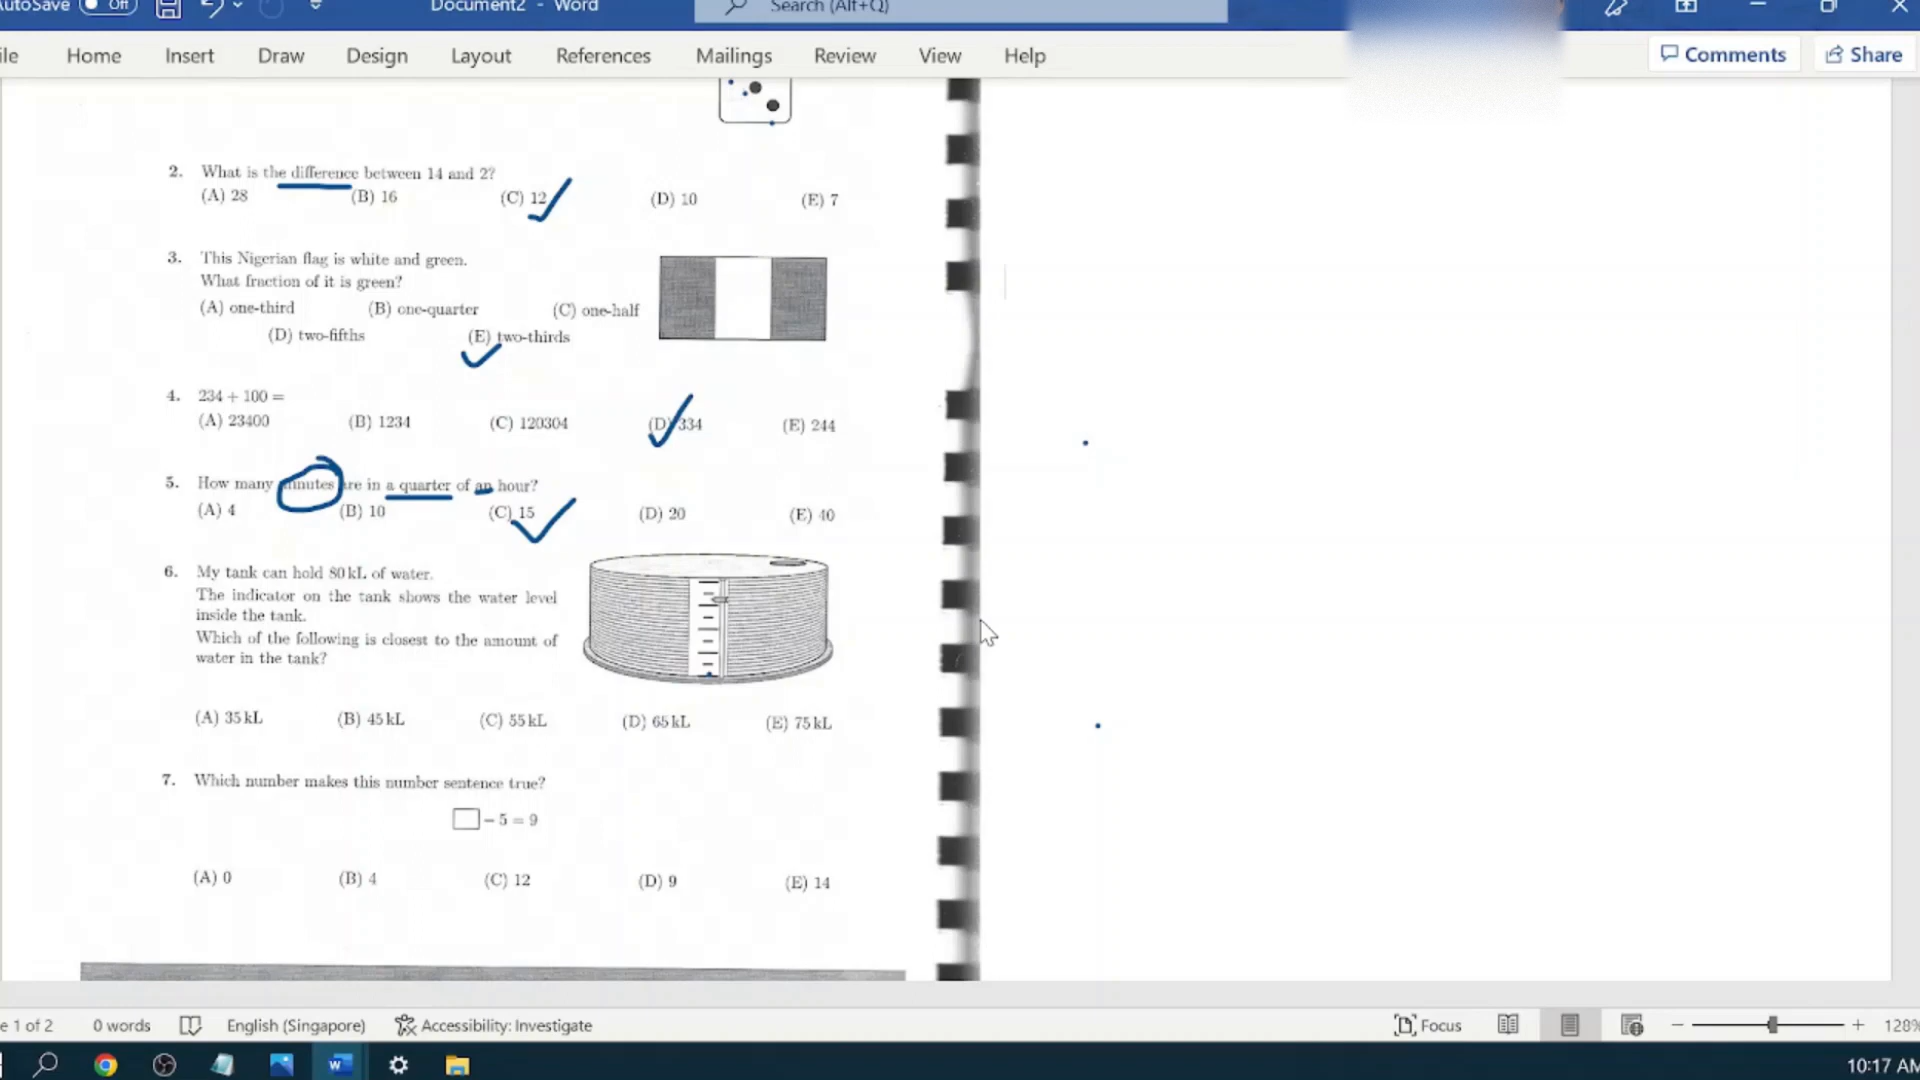 AutoSave Off Document2 - Word Search (Alt+Q)
Home Insert Draw Design Layout References Mailings Review View Help Comments Share
2. What is the difference between 14 and 2?
(A) 28 (B) 16 (C) 12 (D) 10 (E) 7
3. This Nigerian flag is white and green.
What fraction of it is green?
(A) one-third (B) one-quarter (C) one-half
(D) two-fifths (E) two-thirds
4. 234 + 100 =
(A) 23400 (B) 1234 (C) 120304 (D) 334 (E) 244
5. How many minutes are in a quarter of an hour?
(A) 4 (B) 10 (C) 15 (D) 20 (E) 40
6. My tank can hold 80 kL of water.
The indicator on the tank shows the water level
inside the tank.
Which of the following is closest to the amount of
water in the tank?
(A) 35 kL (B) 45 kL (C) 55 kL (D) 65 kL (E) 75 kL
7. Which number makes this number sentence true?
− 5 = 9
(A) 0 (B) 4 (C) 12 (D) 9 (E) 14
e 1 of 2 0 words English (Singapore) Accessibility: Investigate Focus 128%
10:17 AM